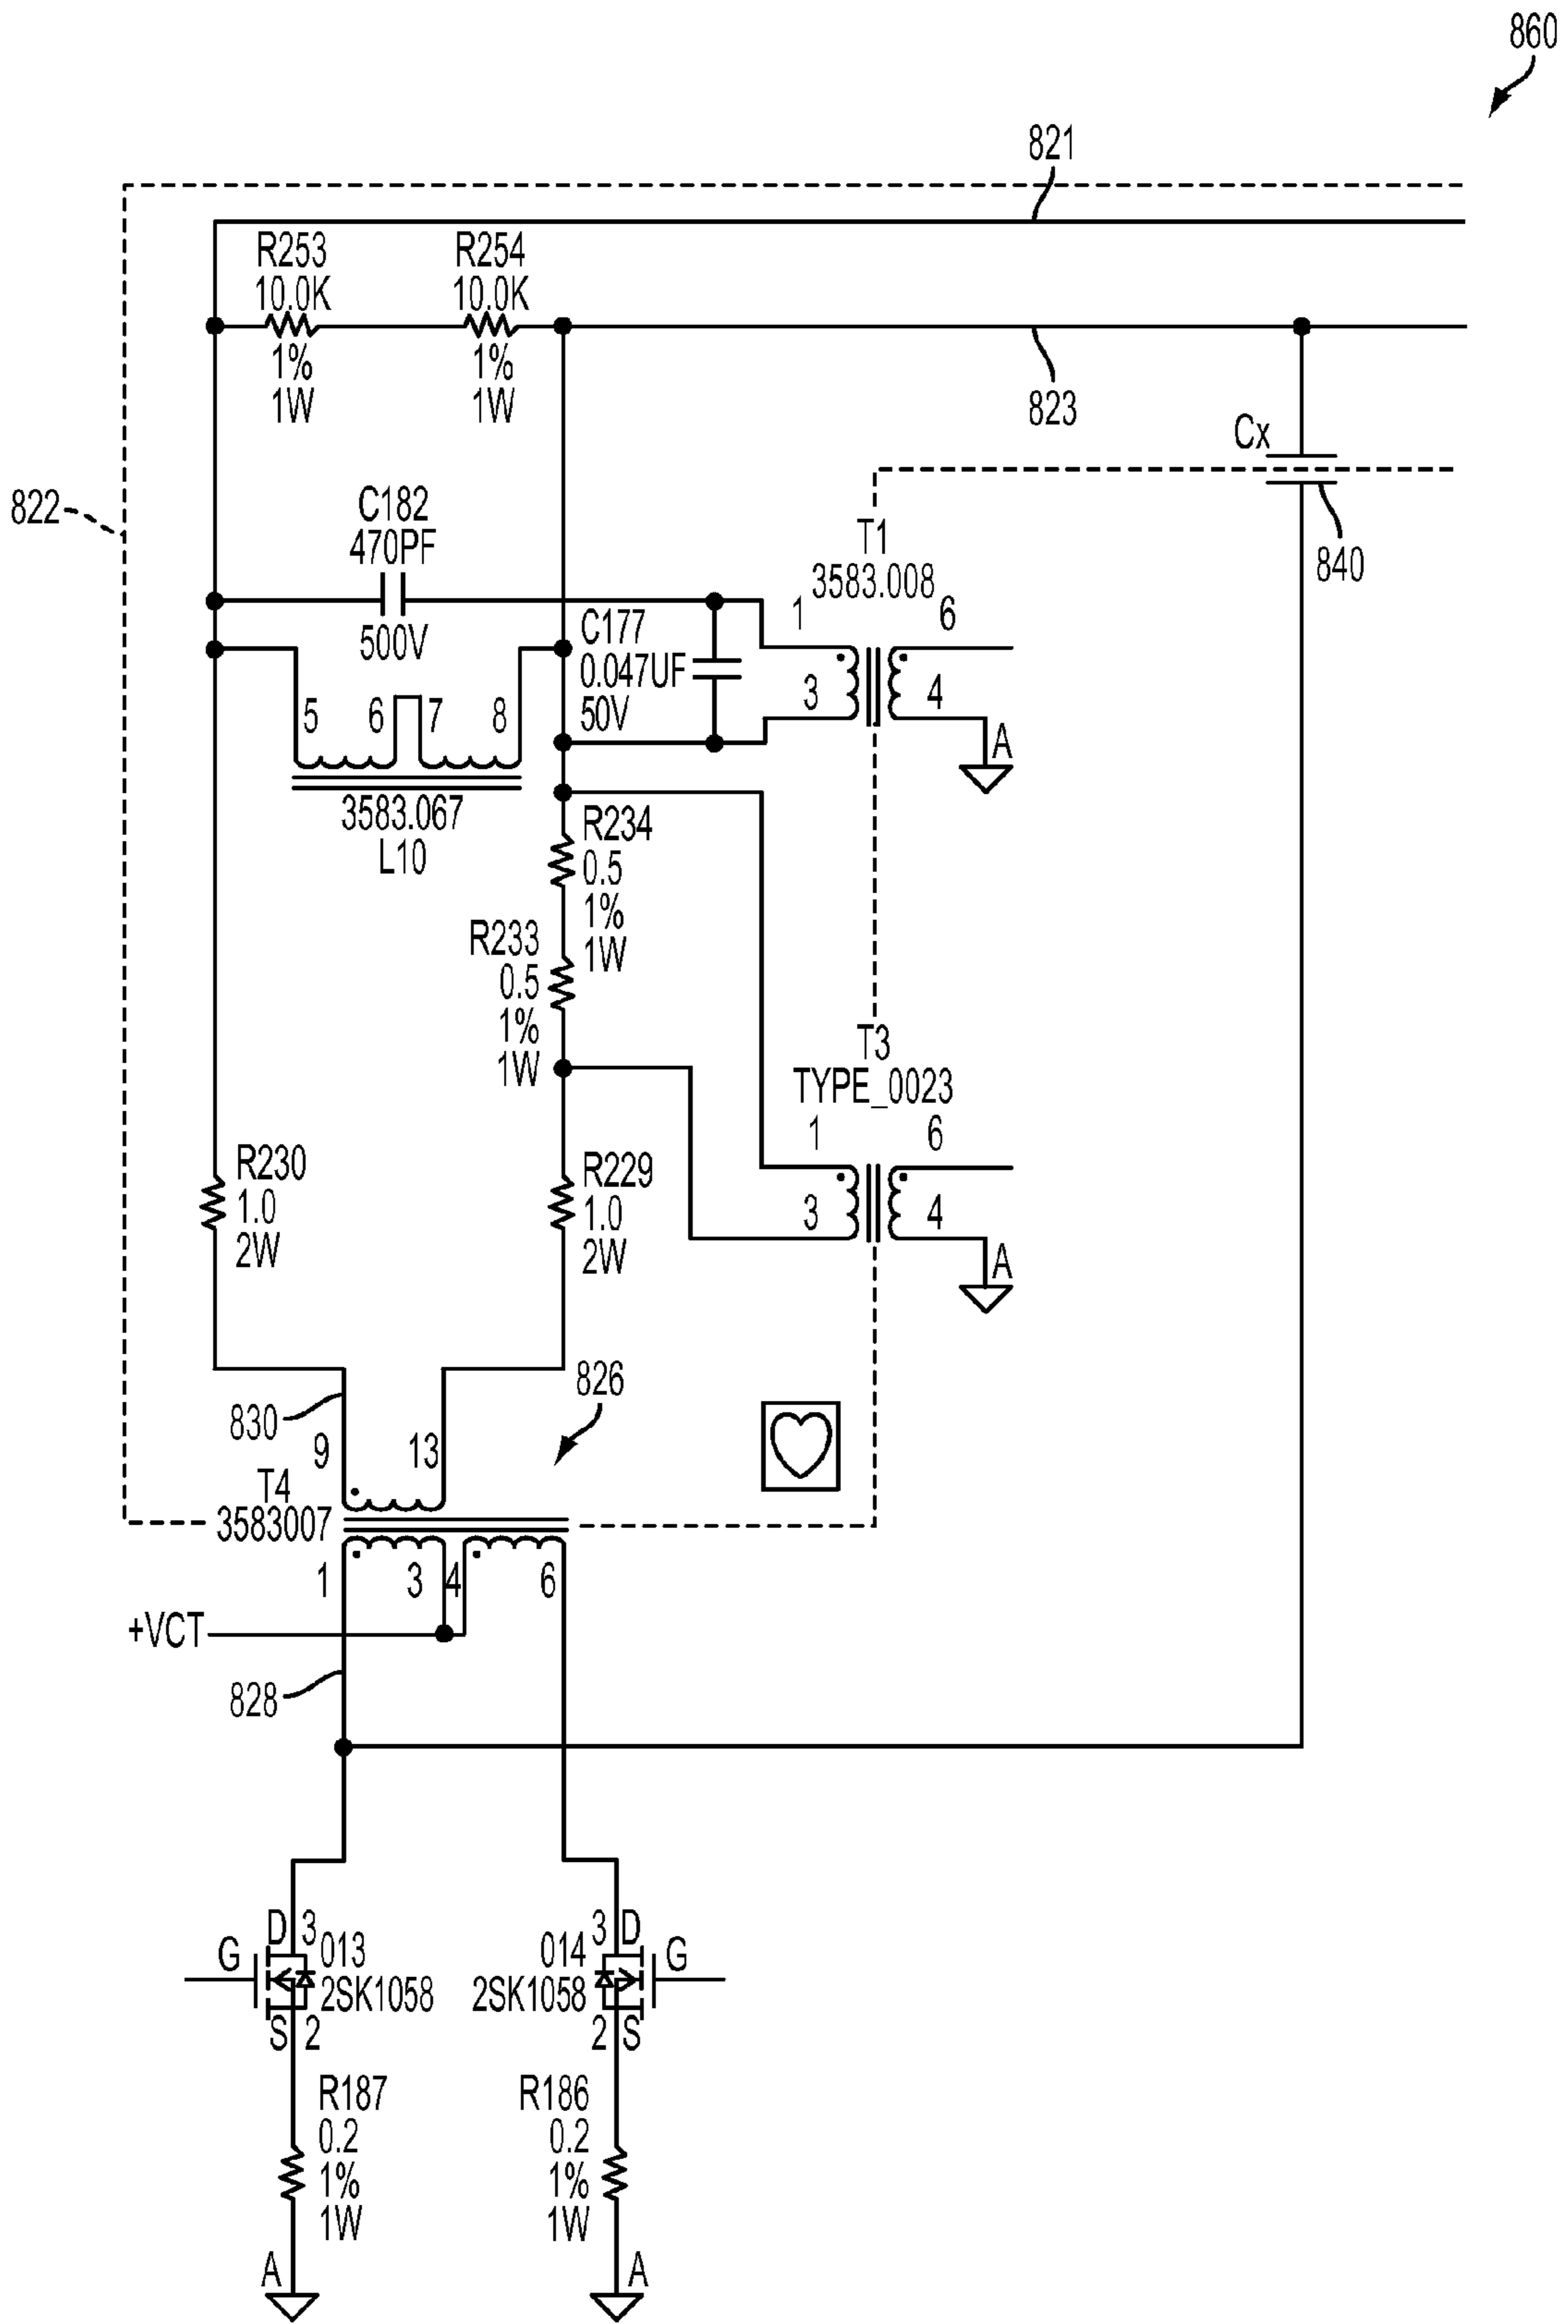 860
821
R253
10.0K
1%
1W
R254
10.0K
1%
1W
823
Cx
840
822
C182
470PF
500V
T1
3583.008
1
6
C177
0.047UF
50V
3
4
A
5
6
7
8
3583.067
L10
R234
0.5
1%
1W
R233
0.5
1%
1W
T3
TYPE_0023
1
6
3
4
A
R230
1.0
2W
R229
1.0
2W
826
830
9
13
T4
3583007
1
3
4
6
+VCT
828
D
3
G
013
2SK1058
S
2
3
D
014
G
2SK1058
2
S
R187
0.2
1%
1W
R186
0.2
1%
1W
A
A